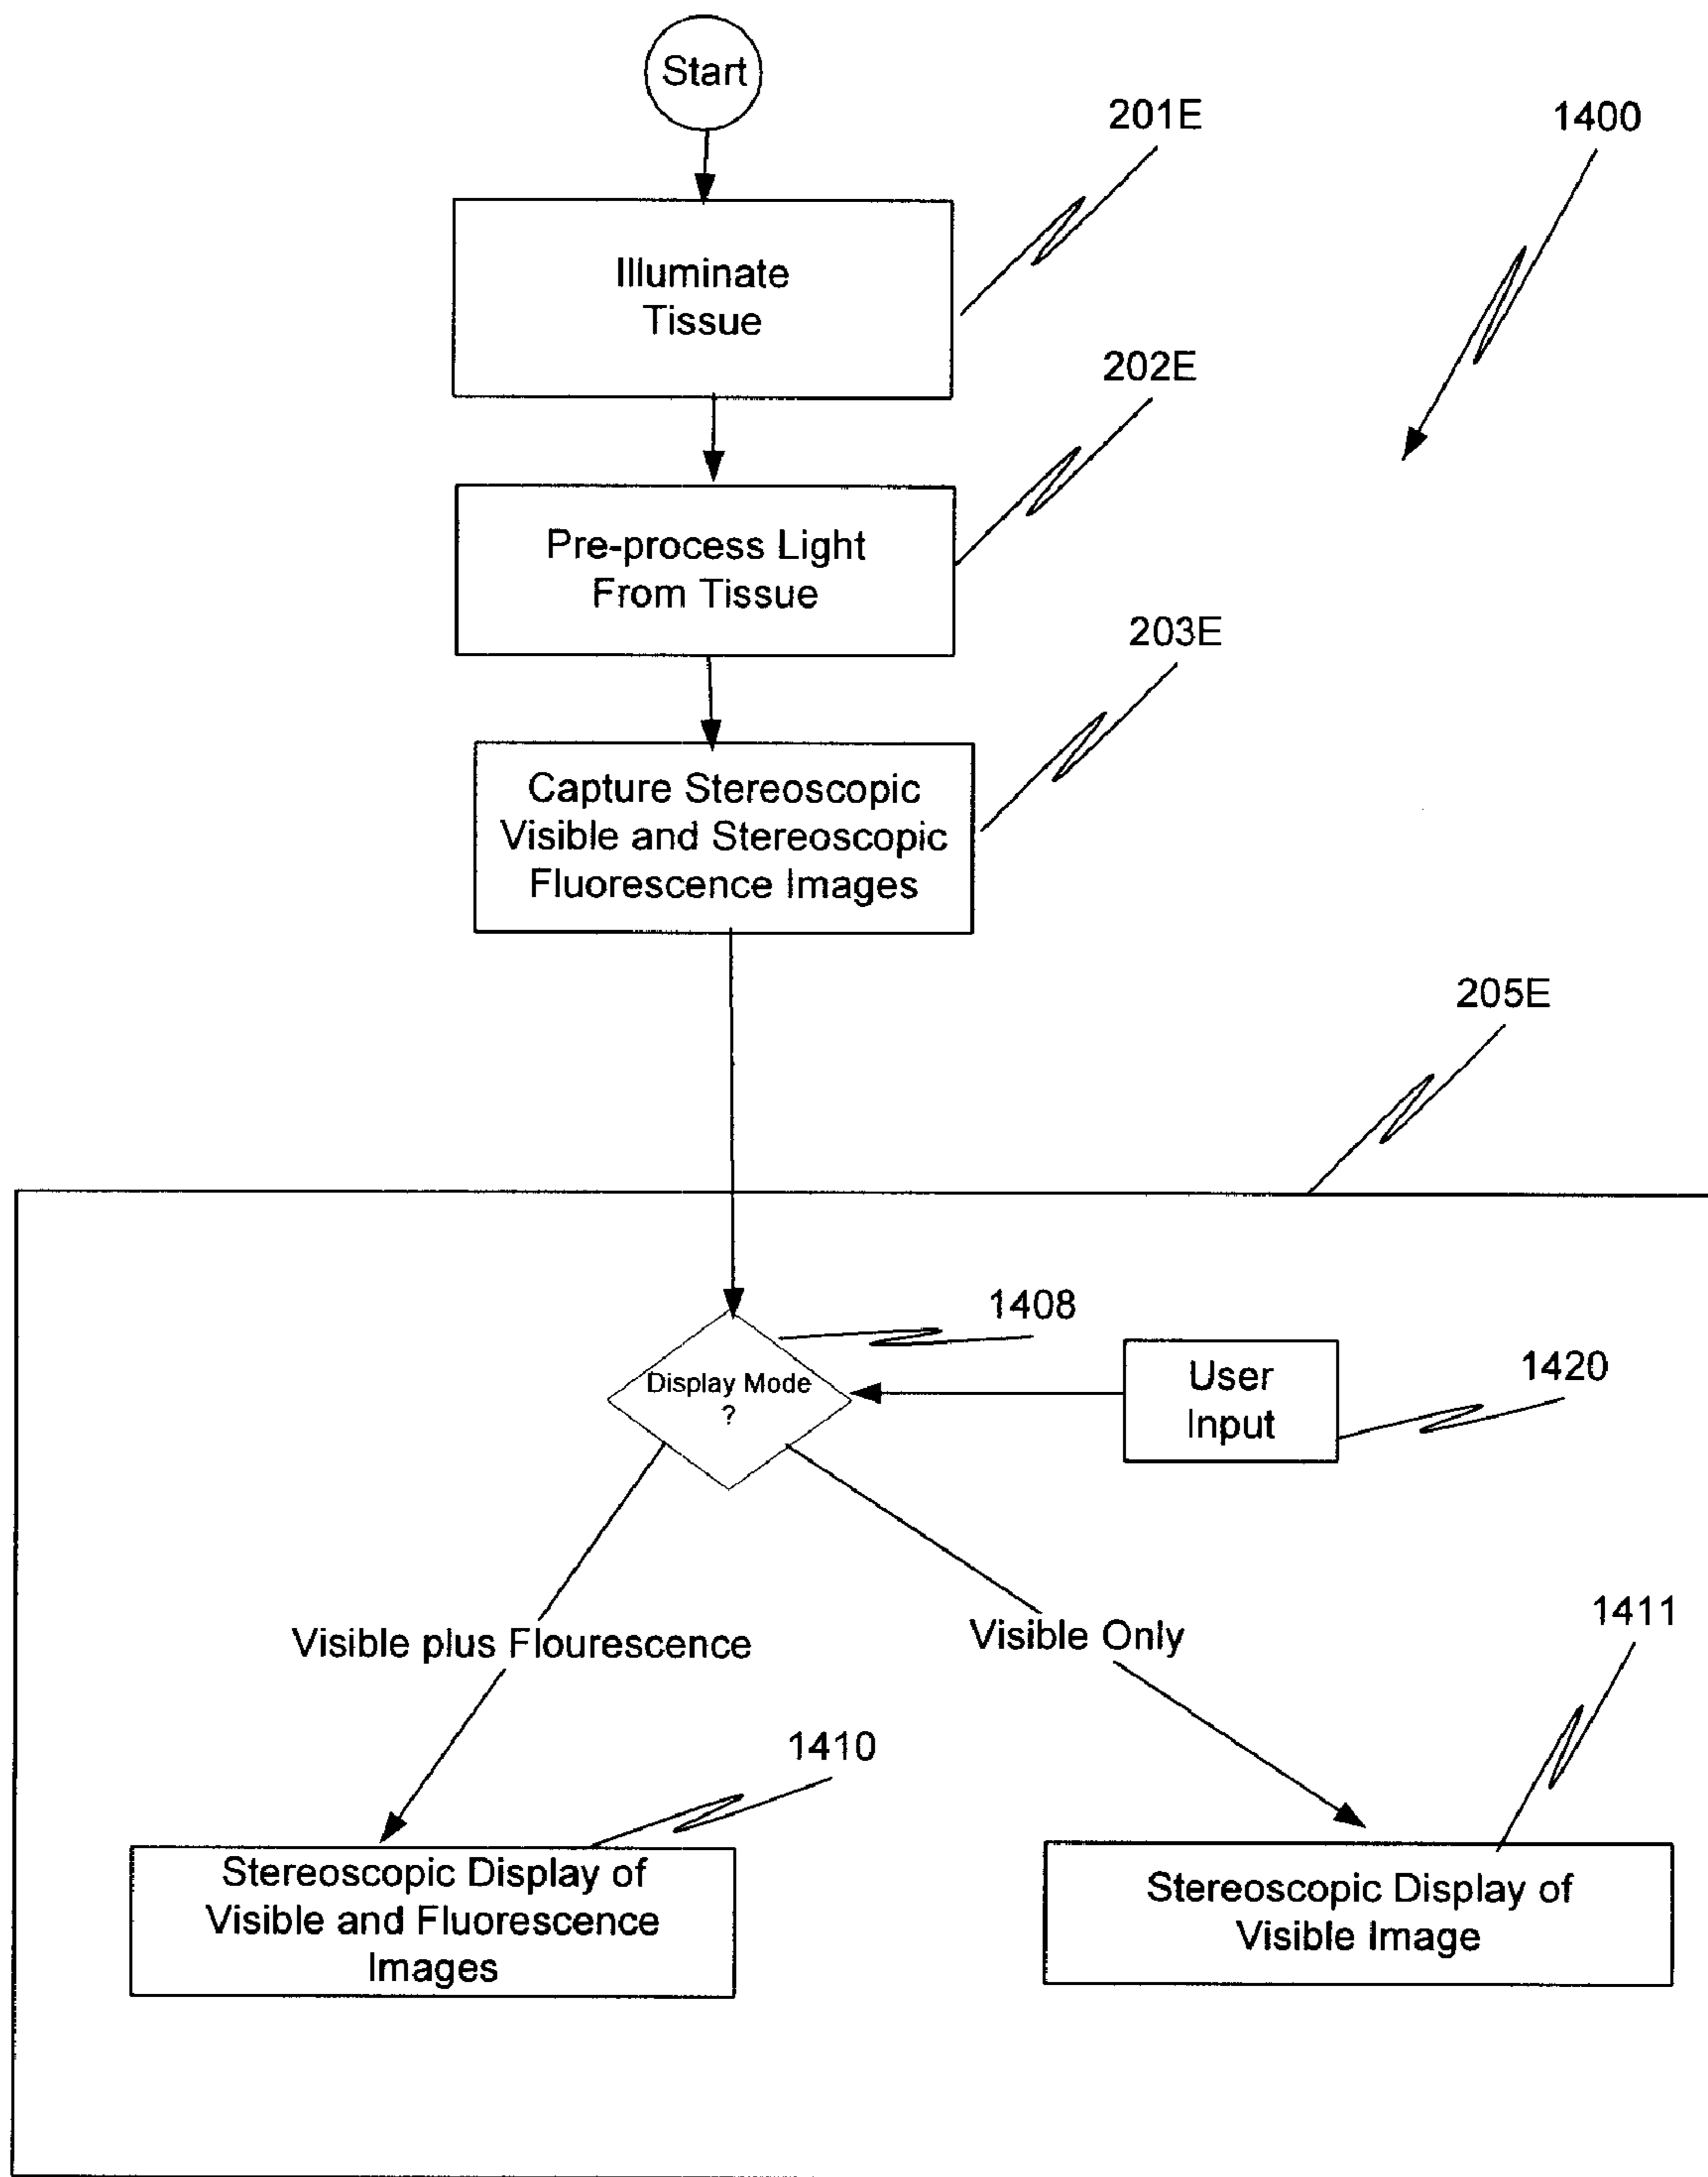 Start
201E
1400
Illuminate
Tissue
202E
Pre-process Light
From Tissue
203E
Capture Stereoscopic
Visible and Stereoscopic
Fluorescence Images
205E
1408
Display Mode
?
User
Input
1420
Visible plus Flourescence
Visible Only
1411
1410
Stereoscopic Display of
Visible and Fluorescence
Images
Stereoscopic Display of
Visible Image